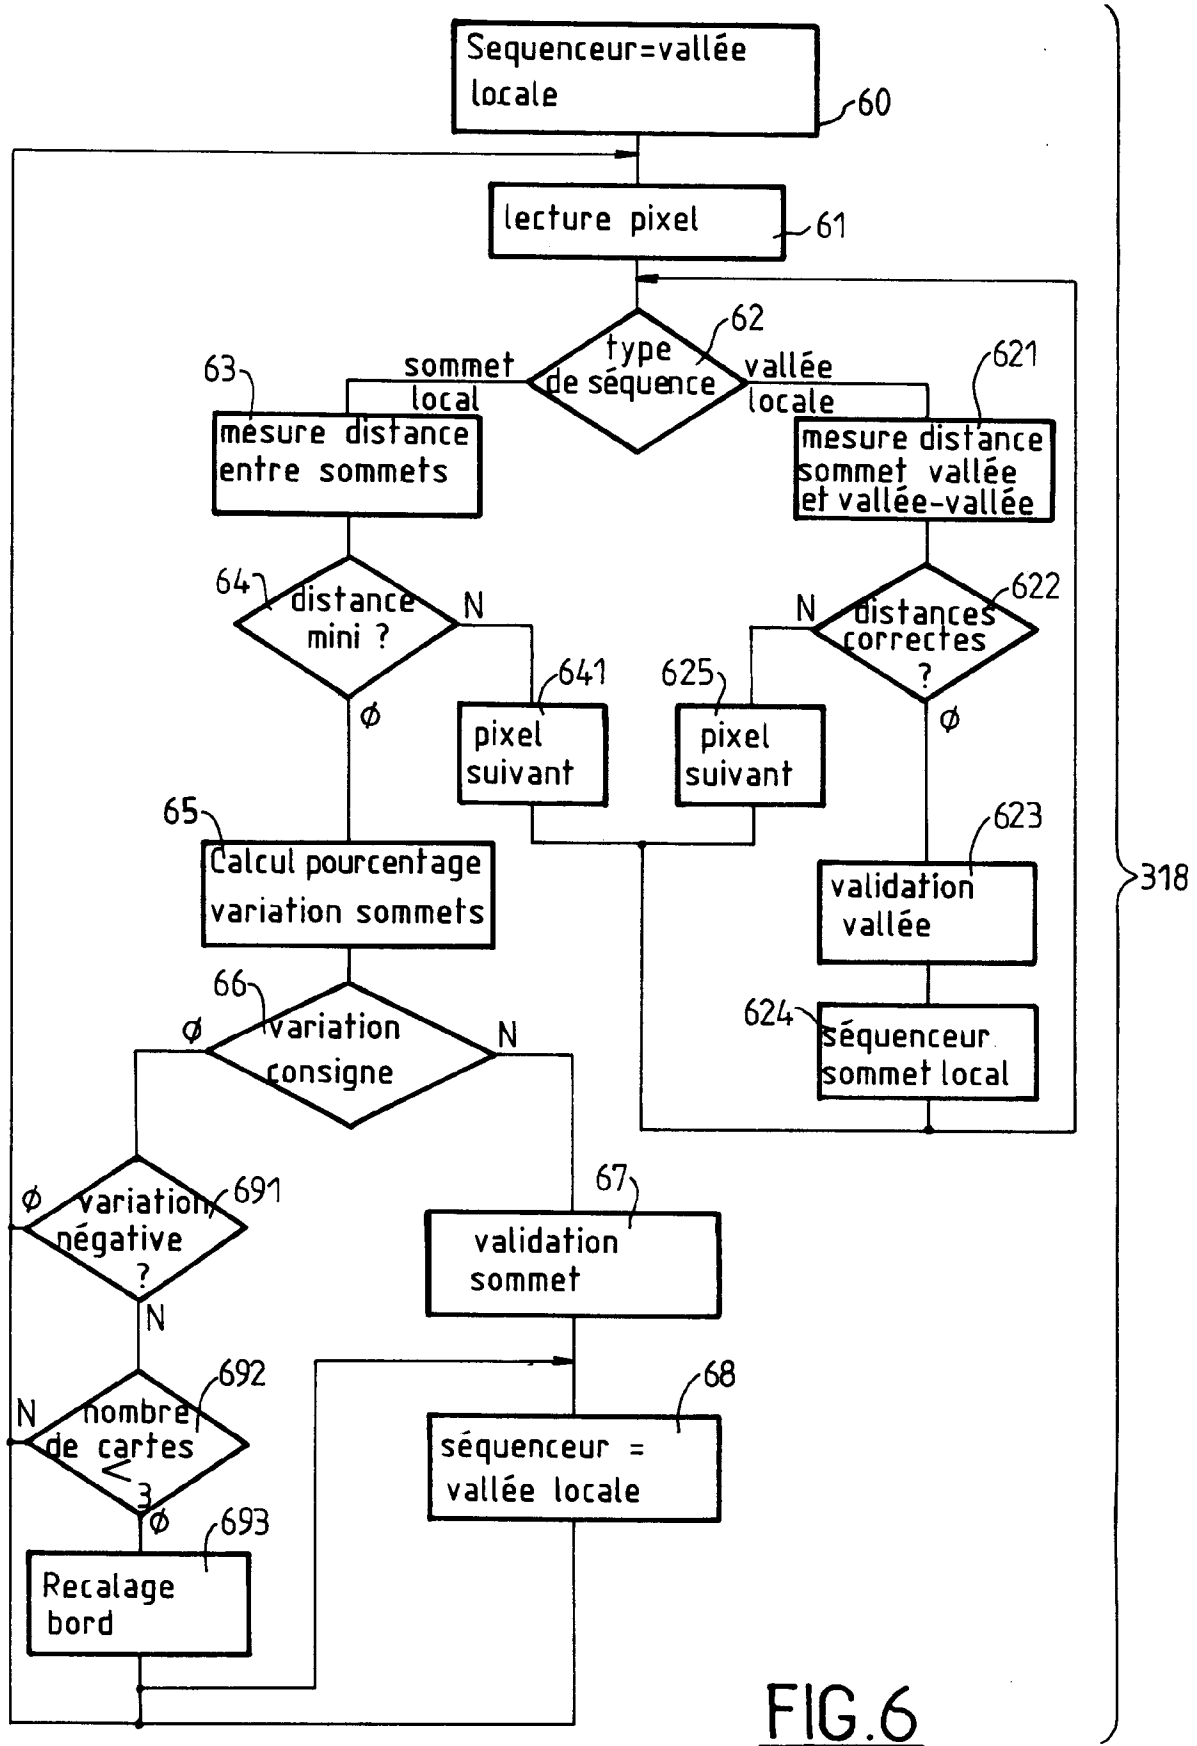 Sequenceur=vallée
locale
60
lecture pixel
61
type
de séquence
62
sommet
local
vallée
locale
63
mesure distance
entre sommets
621
mesure distance
sommet vallée
et vallée-vallée
64
distance
mini ?
N
Ø
622
distances
correctes
?
N
Ø
641
pixel
suivant
625
pixel
suivant
65
Calcul pourcentage
variation sommets
623
validation
vallée
318
66
variation
consigne
Ø
N
624
séquenceur
sommet local
691
variation
négative
?
Ø
N
67
validation
sommet
692
nombre
de cartes
<
3
N
Ø
68
séquenceur =
vallée locale
693
Recalage
bord
FIG.6